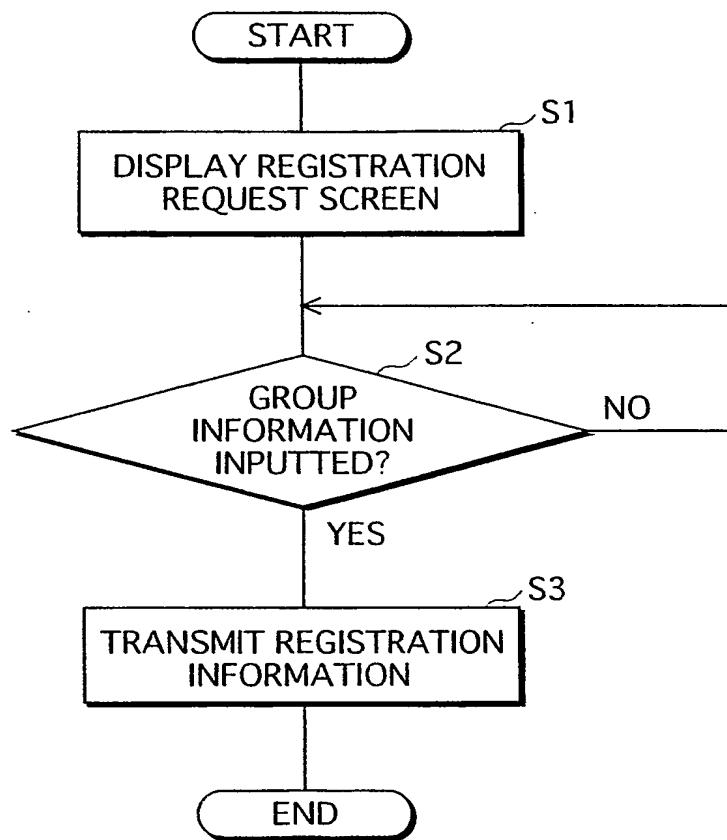 START
S1
DISPLAY REGISTRATION
REQUEST SCREEN
S2
GROUP
INFORMATION
INPUTTED?
NO
YES
S3
TRANSMIT REGISTRATION
INFORMATION
END